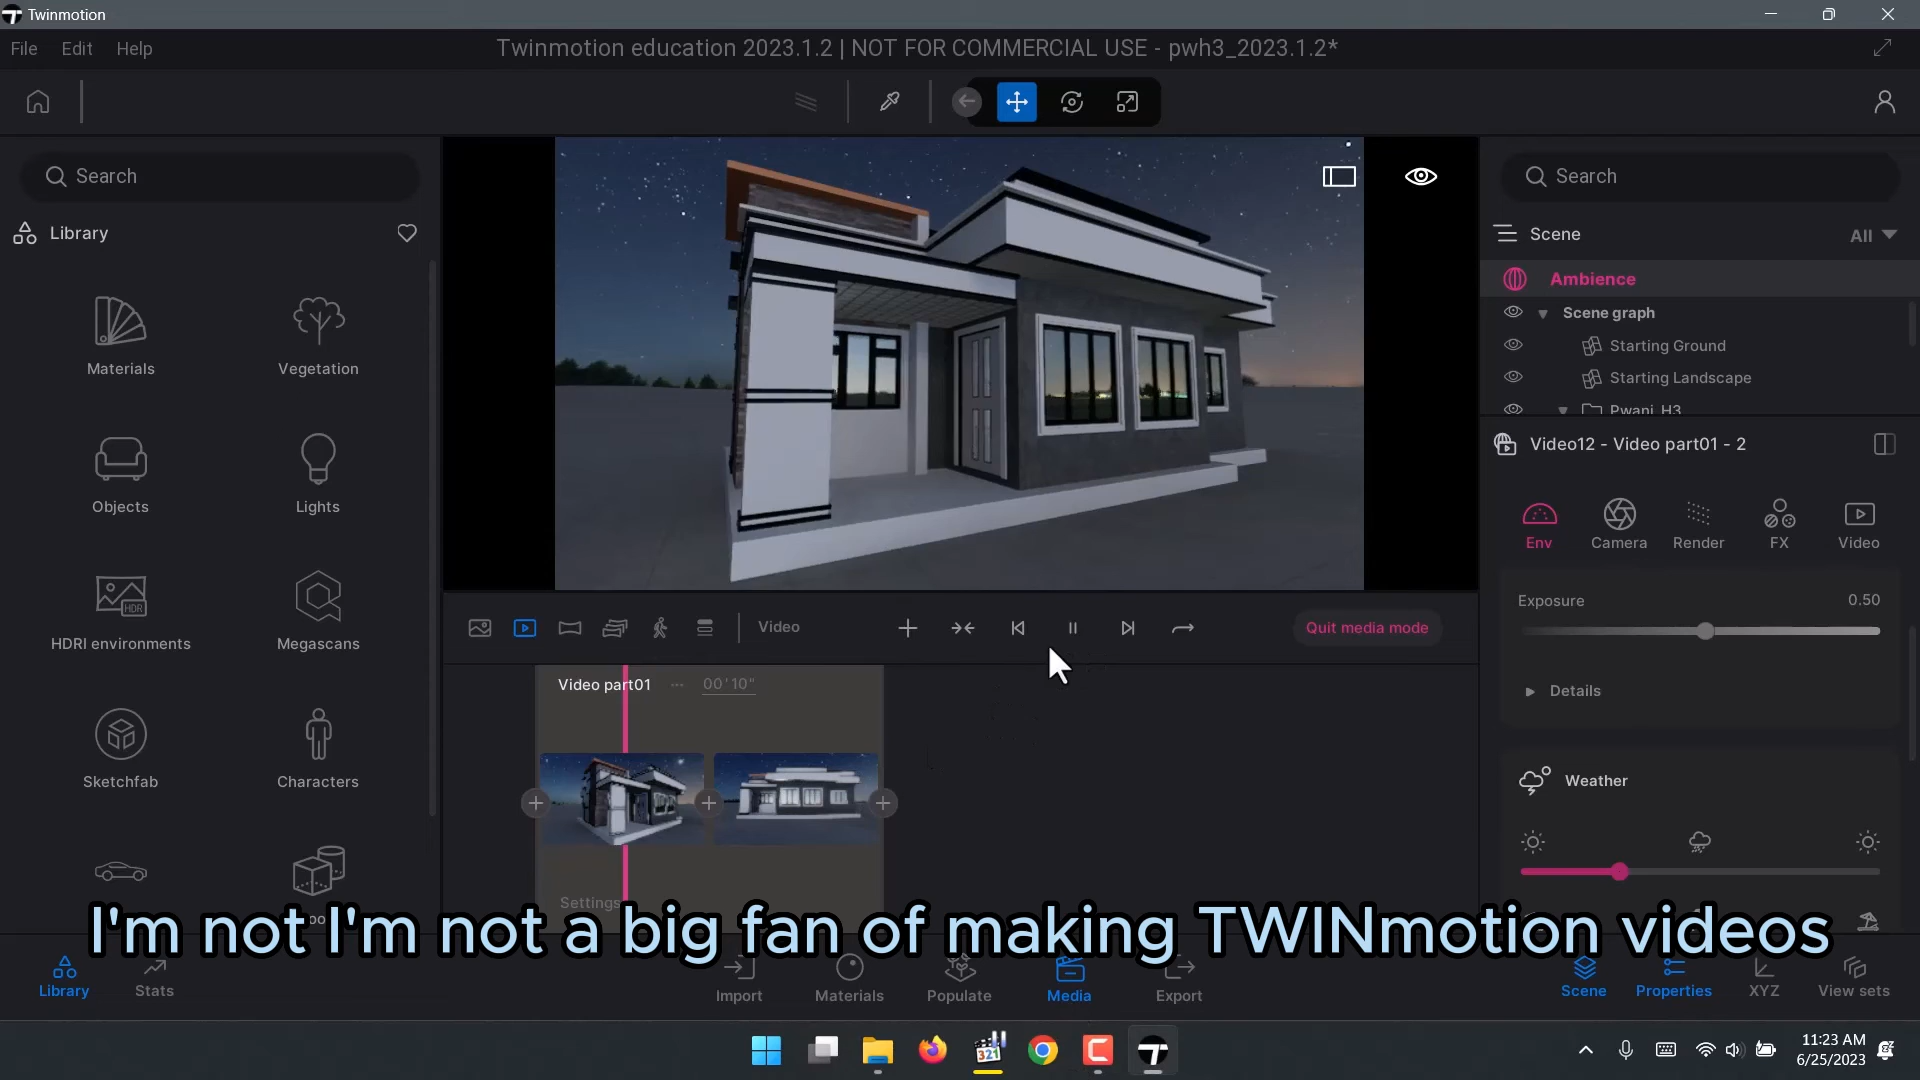 Twinmotion
File Edit Help
Twinmotion education 2023.1.2 | NOT FOR COMMERCIAL USE - pwh3_2023.1.2*
Search
Library
Materials
Vegetation
Objects
Lights
HDRI environments
HDR
Megascans
Sketchfab
Characters
Search
Scene
All
Ambience
Scene graph
Starting Ground
Starting Landscape
Pwani_H3
Video12 - Video part01 - 2
Env
Camera
Render
FX
Video
Exposure
0.50
Details
Weather
Video
Quit media mode
Video part01
00'10"
Settings
I'm not I'm not a big fan of making TWINmotion videos
Library
Stats
Import
Materials
Populate
Media
Export
Scene
Properties
XYZ
View sets
321
11:23 AM
6/25/2023